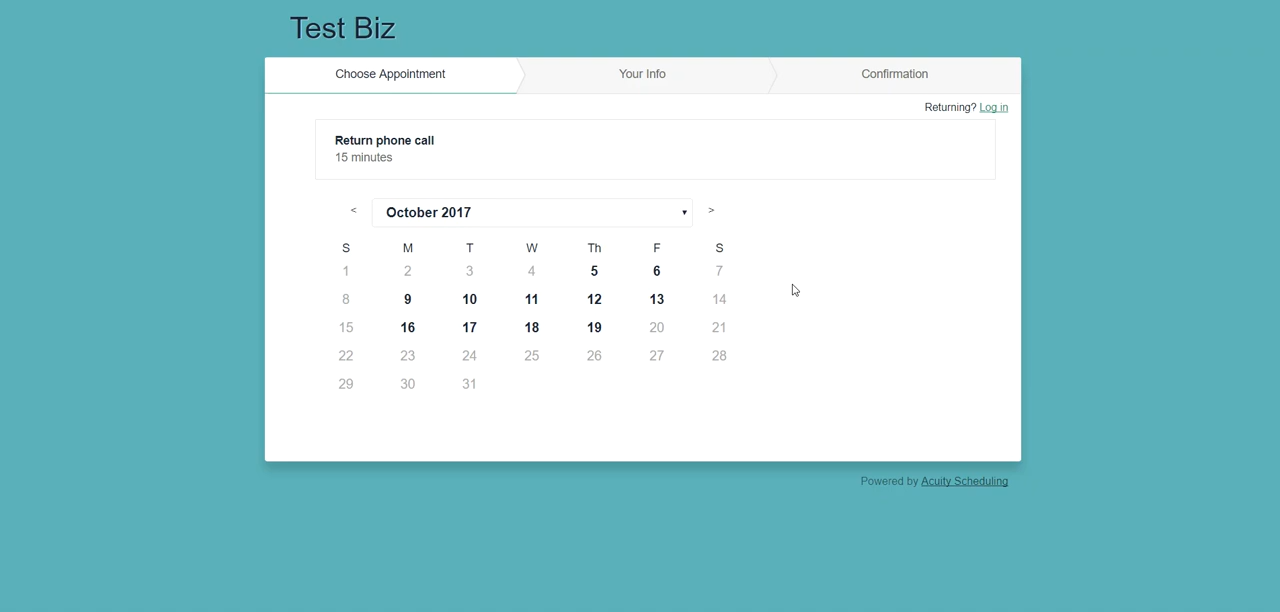 Test Biz
Choose Appointment Your Info Confirmation
Returning? Log in
Return phone call
15 minutes
< October 2017 ▾ >
S M T W Th F S
1 2 3 4 5 6 7
8 9 10 11 12 13 14
15 16 17 18 19 20 21
22 23 24 25 26 27 28
29 30 31
Powered by Acuity Scheduling